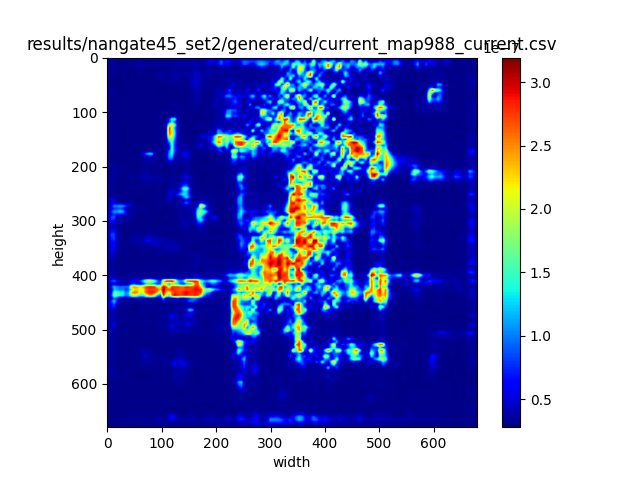 results/nangate45_set2/generated/current_map988_current.csv
1e−7
0
100
200
300
400
500
600
height
0 100 200 300 400 500 600
width
3.0
2.5
2.0
1.5
1.0
0.5